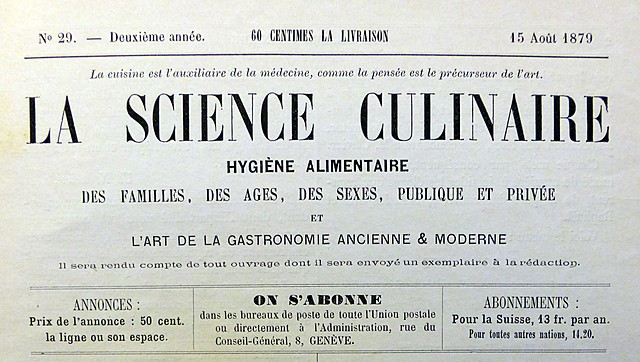 No 29. — Deuxième année. 60 CENTIMES LA LIVRAISON 15 Août 1879
La cuisine est l'auxiliaire de la médecine, comme la pensée est le précurseur de l'art.
LA SCIENCE CULINAIRE
HYGIÈNE ALIMENTAIRE
DES FAMILLES, DES AGES, DES SEXES, PUBLIQUE ET PRIVÉE
ET
L'ART DE LA GASTRONOMIE ANCIENNE & MODERNE
Il sera rendu compte de tout ouvrage dont il sera envoyé un exemplaire à la rédaction.
ANNONCES :
Prix de l'annonce : 50 cent.
la ligne ou son espace.
ON S'ABONNE
dans les bureaux de poste de toute l'Union postale
ou directement à l'Administration, rue du
Conseil-Général, 8, GENÈVE.
ABONNEMENTS :
Pour la Suisse, 13 fr. par an.
Pour toutes autres nations, 14.20.